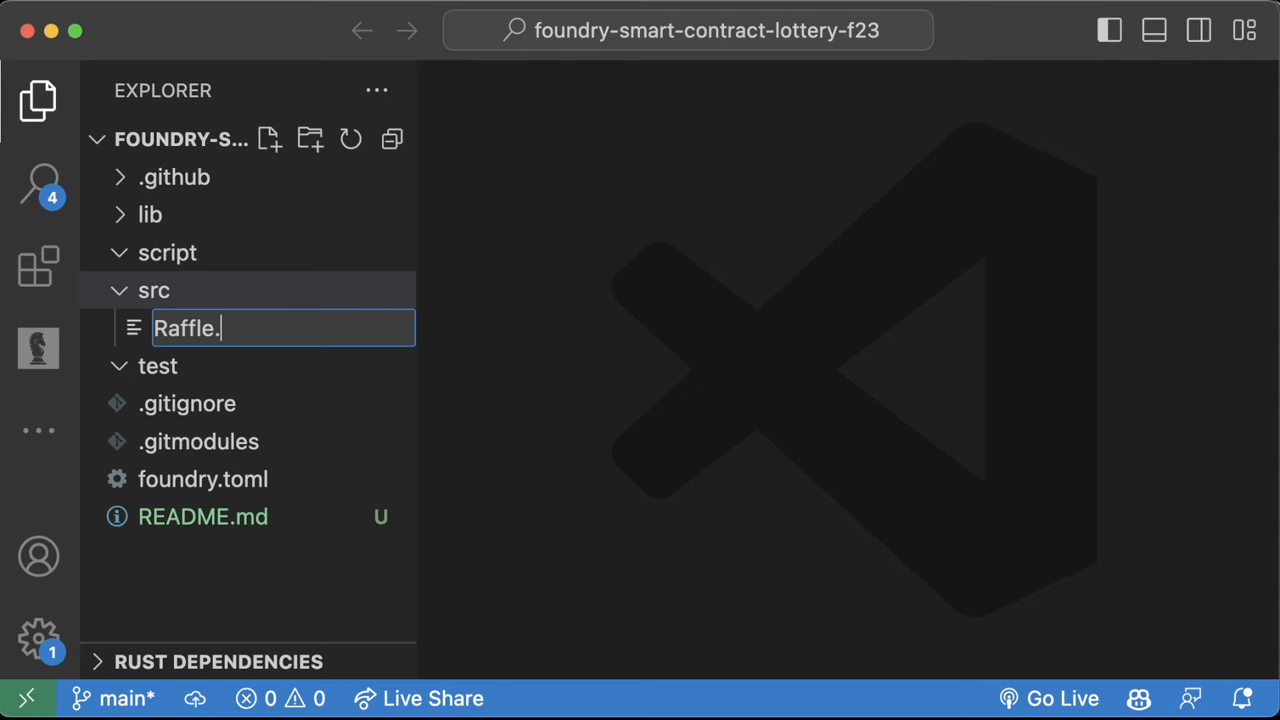 foundry-smart-contract-lottery-f23
EXPLORER
FOUNDRY-S...
.github
lib
4
script
src
Raffle.
test
.gitignore
.gitmodules
foundry.toml
README.md U
1
RUST DEPENDENCIES
main* 0 0 Live Share Go Live